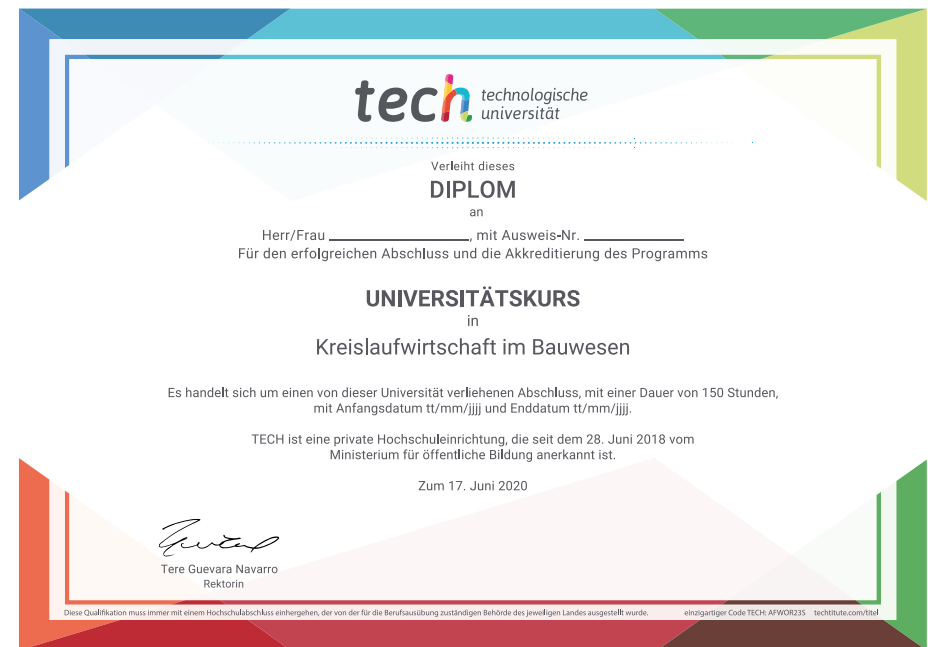 tech technologische
universität
Verleiht dieses
DIPLOM
an
Herr/Frau ____________, mit Ausweis-Nr. ____________
Für den erfolgreichen Abschluss und die Akkreditierung des Programms
UNIVERSITÄTSKURS
in
Kreislaufwirtschaft im Bauwesen
Es handelt sich um einen von dieser Universität verliehenen Abschluss, mit einer Dauer von 150 Stunden,
mit Anfangsdatum tt/mm/jjjj und Enddatum tt/mm/jjjj.
TECH ist eine private Hochschuleinrichtung, die seit dem 28. Juni 2018 vom
Ministerium für öffentliche Bildung anerkannt ist.
Zum 17. Juni 2020
Tere Guevara Navarro
Rektorin
Diese Qualifikation muss immer mit einem Hochschulabschluss einhergehen, der von der für die Berufsausübung zuständigen Behörde des jeweiligen Landes ausgestellt wurde. einzigartiger Code TECH: AFWOR23S techtitute.com/titel